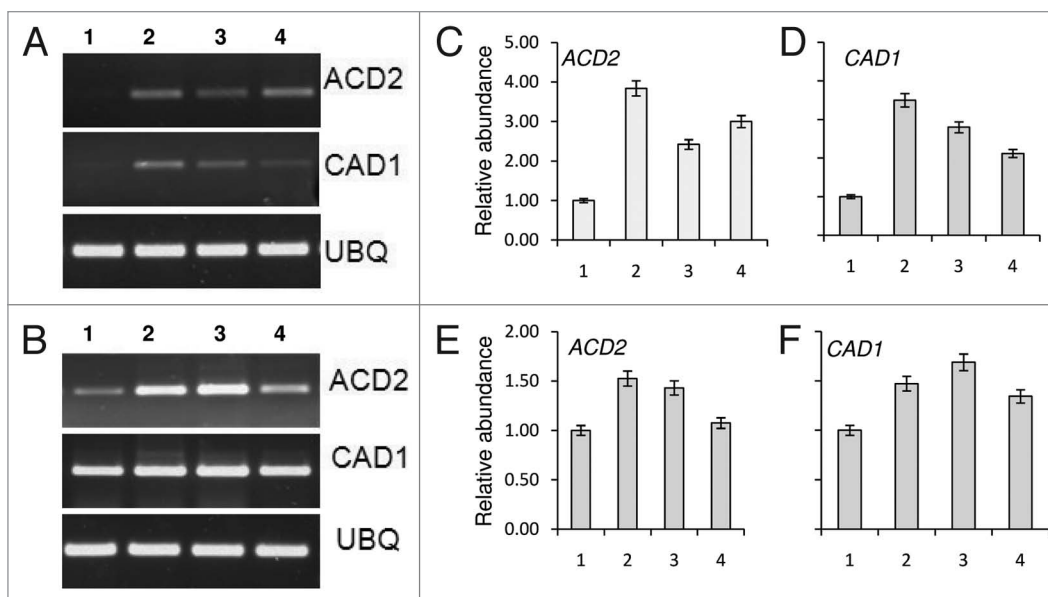 A
1 2 3 4
ACD2
CAD1
UBQ
B
1 2 3 4
ACD2
CAD1
UBQ
C
ACD2
Relative abundance
5.00
4.00
3.00
2.00
1.00
0.00
1 2 3 4
D
CAD1
1 2 3 4
E
ACD2
Relative abundance
2.00
1.50
1.00
0.50
0.00
1 2 3 4
F
CAD1
1 2 3 4